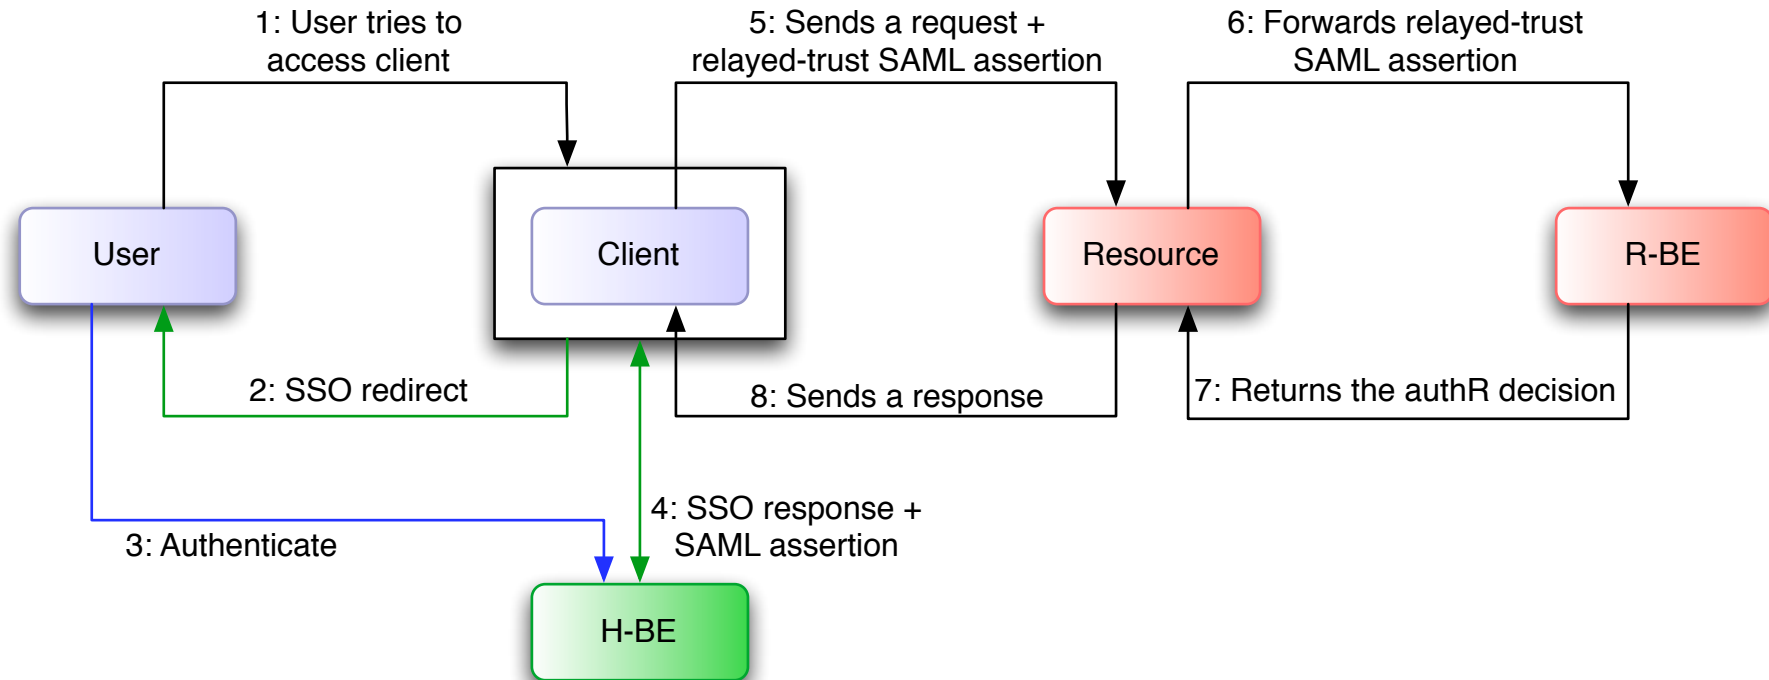 1: User tries to
access client
5: Sends a request +
relayed-trust SAML assertion
6: Forwards relayed-trust
SAML assertion
User
Client
Resource
R-BE
2: SSO redirect
8: Sends a response
7: Returns the authR decision
4: SSO response +
SAML assertion
3: Authenticate
H-BE